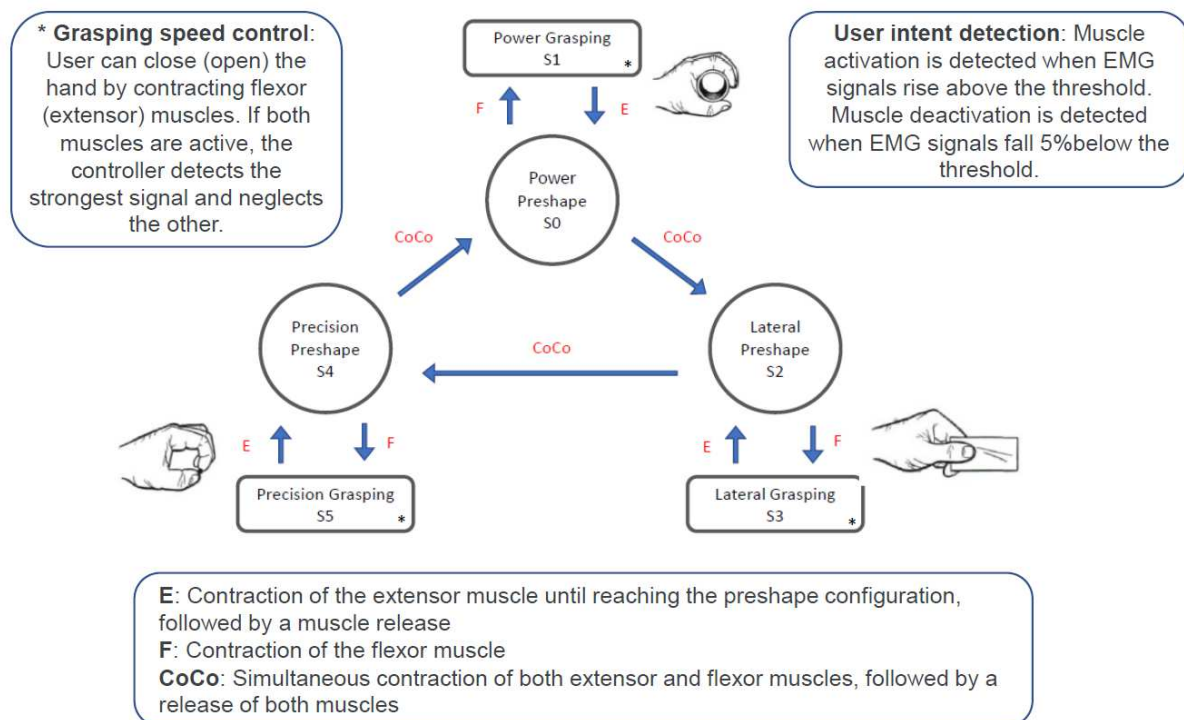 * Grasping speed control:
User can close (open) the
hand by contracting flexor
(extensor) muscles. If both
muscles are active, the
controller detects the
strongest signal and neglects
the other.
Power Grasping
S1
*
User intent detection: Muscle
activation is detected when EMG
signals rise above the threshold.
Muscle deactivation is detected
when EMG signals fall 5%below the
threshold.
F
E
Power
Preshape
S0
CoCo
CoCo
Precision
Preshape
S4
CoCo
Lateral
Preshape
S2
E
F
E
F
Precision Grasping
S5
*
Lateral Grasping
S3
*
E: Contraction of the extensor muscle until reaching the preshape configuration,
followed by a muscle release
F: Contraction of the flexor muscle
CoCo: Simultaneous contraction of both extensor and flexor muscles, followed by a
release of both muscles